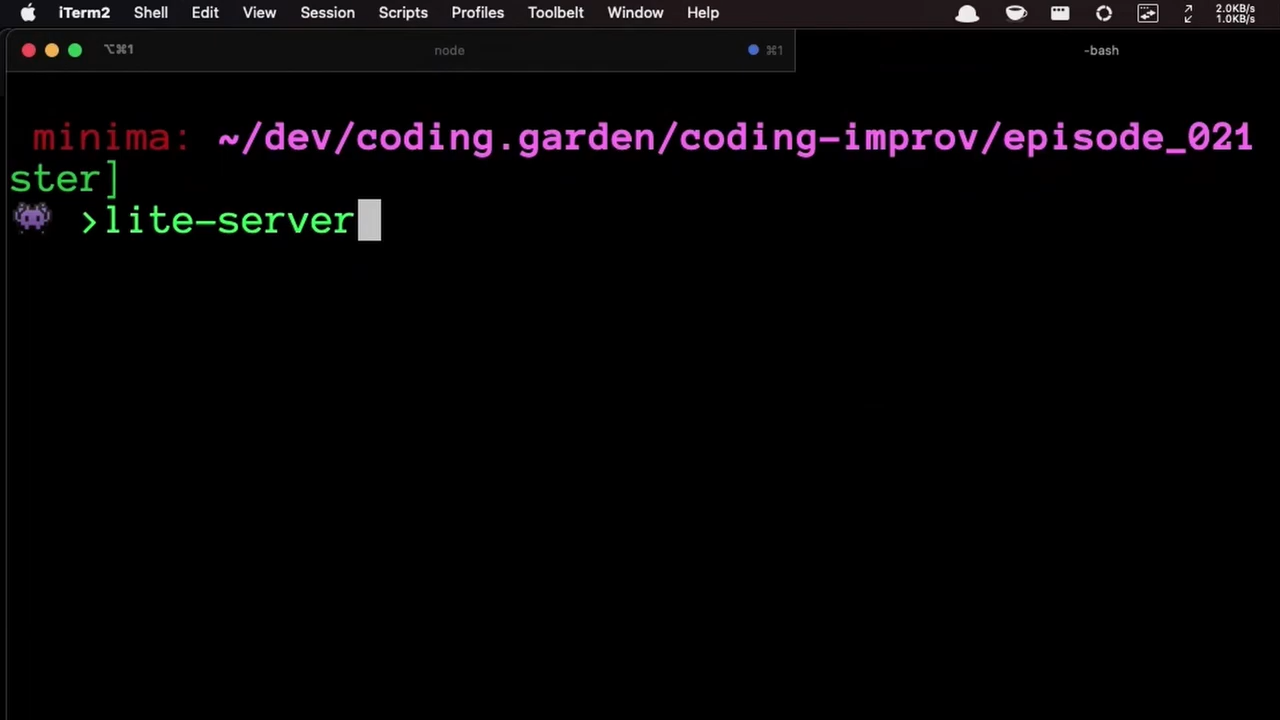 iTerm2 Shell Edit View Session Scripts Profiles Toolbelt Window Help 2.0KB/s
1.0KB/s
⌥⌘1 node ⌘1 -bash
minima: ~/dev/coding.garden/coding-improv/episode_021
ster]
>lite-server